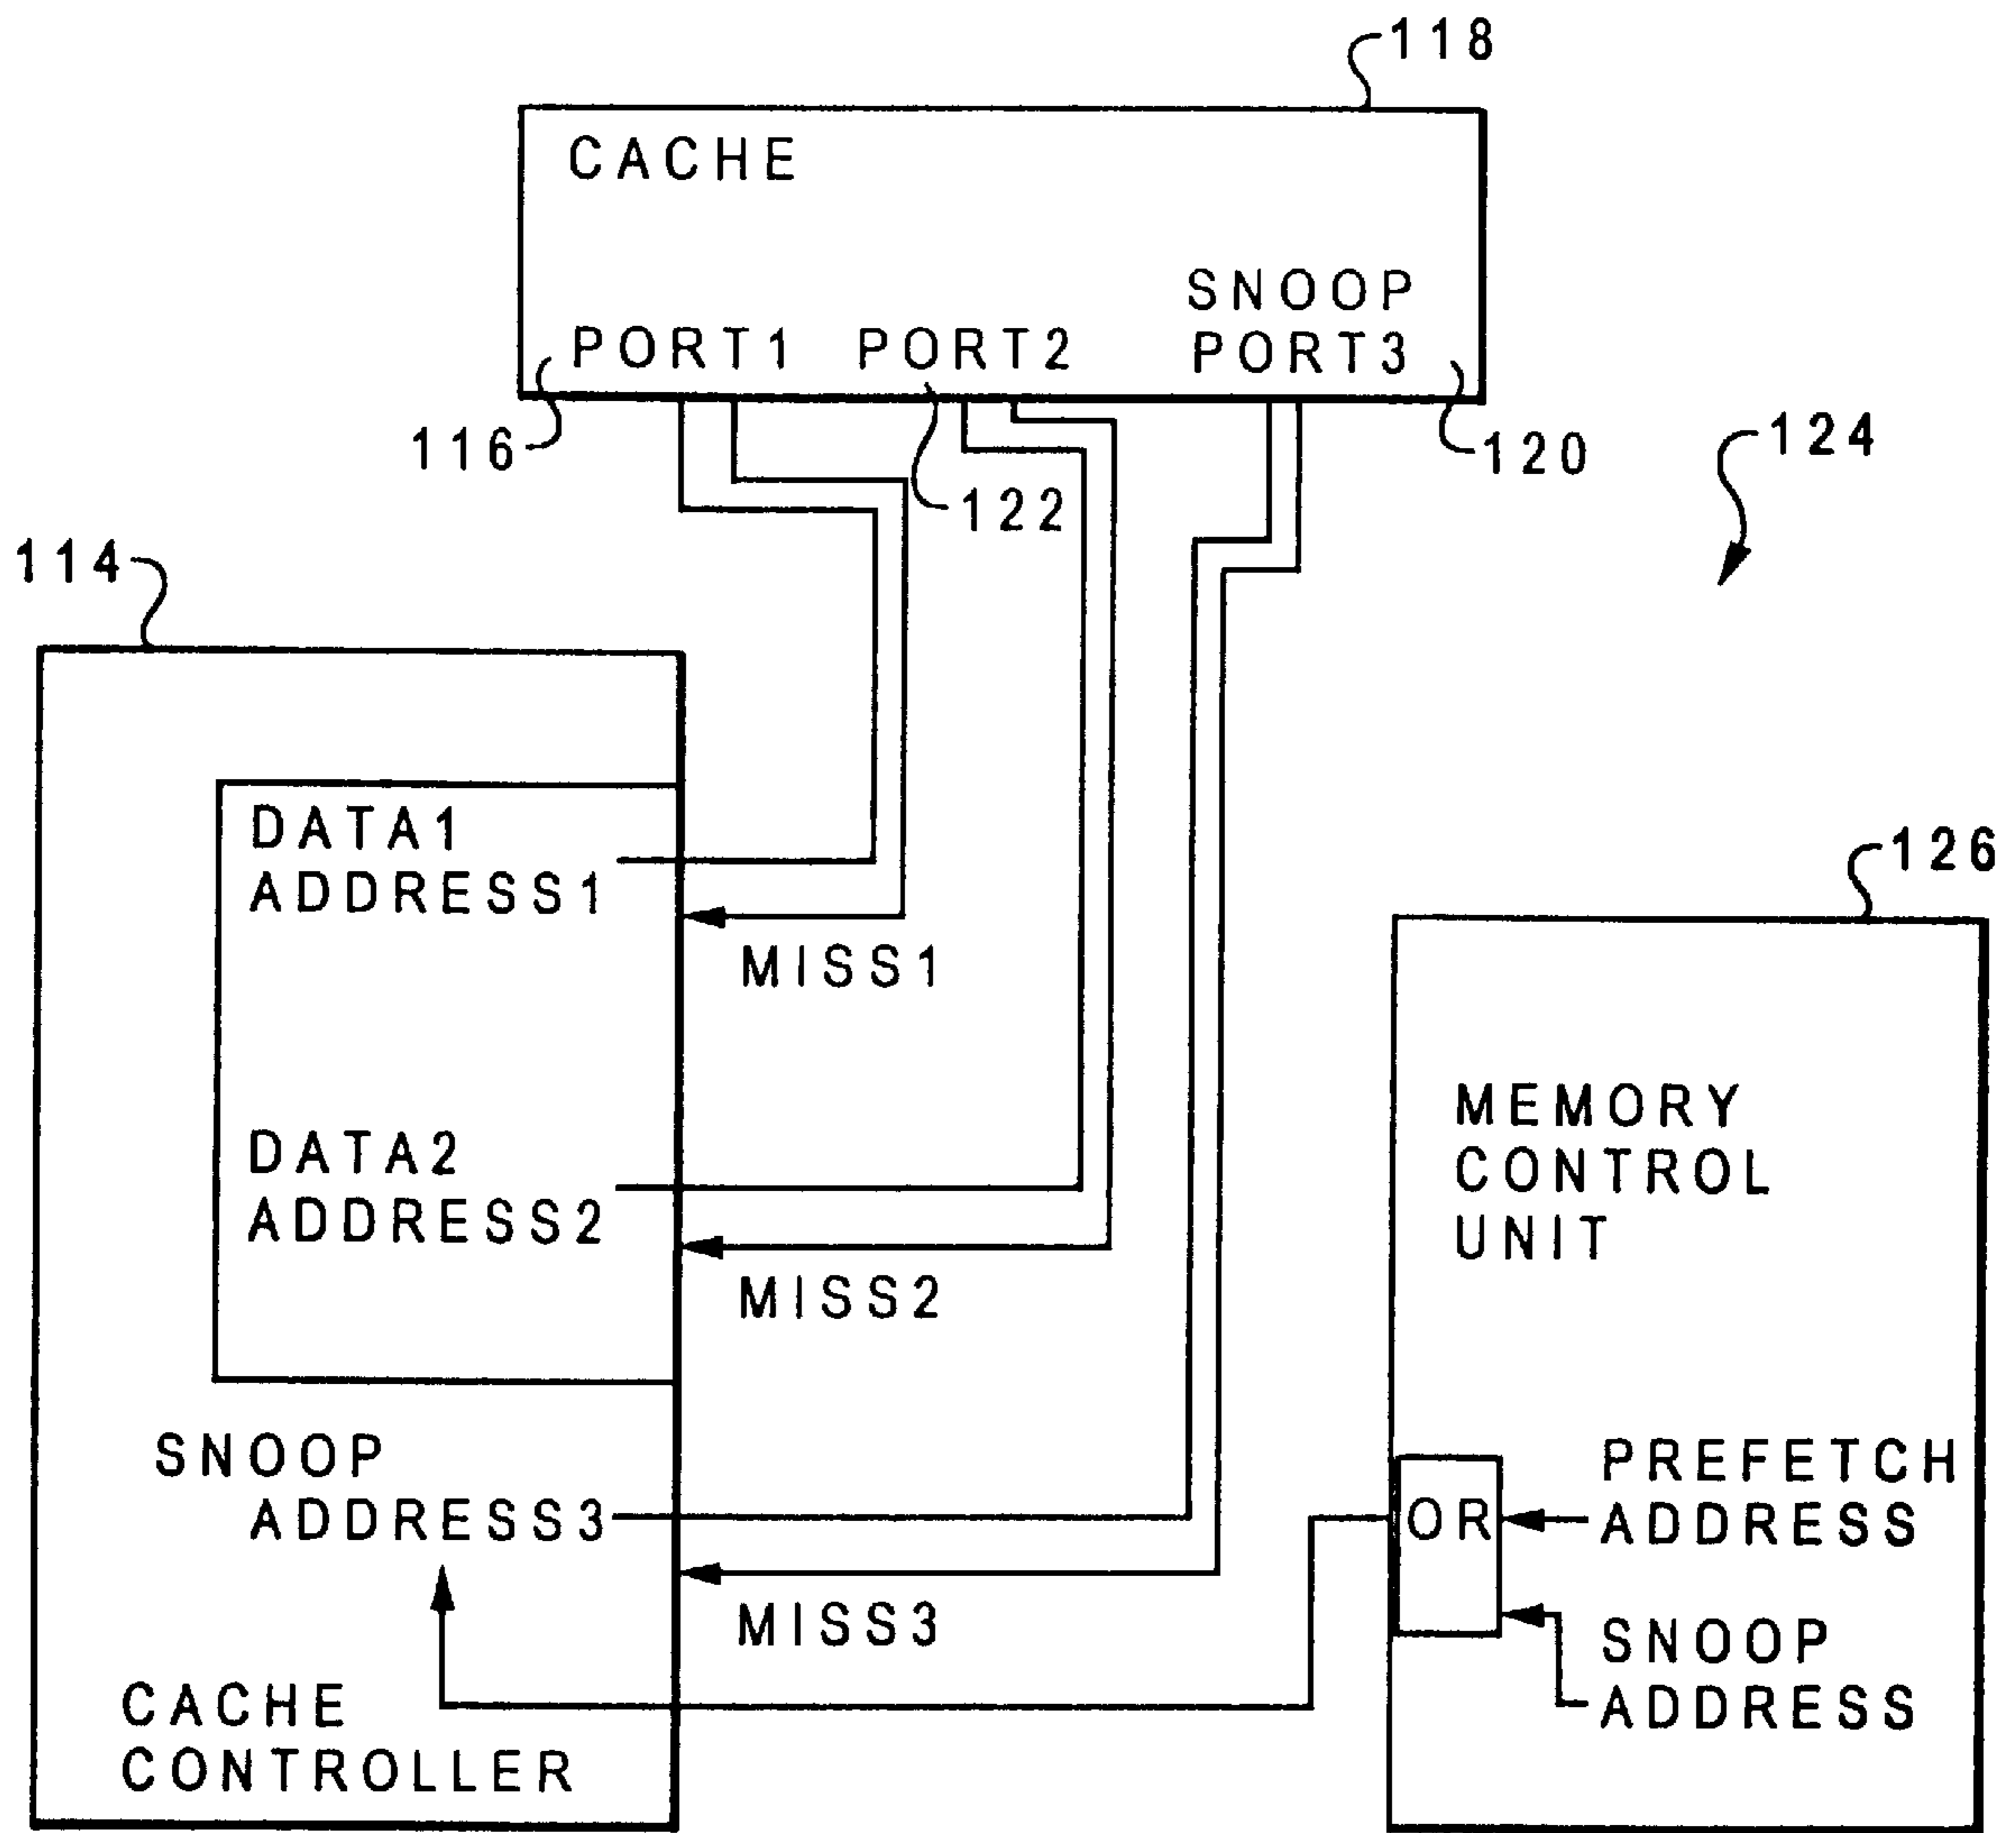 118
CACHE
SNOOP
PORT1 PORT2 PORT3
116
122
120
124
114
DATA1
ADDRESS1
MISS1
126
DATA2
ADDRESS2
MISS2
MEMORY
CONTROL
UNIT
SNOOP
ADDRESS3
MISS3
OR
PREFETCH
ADDRESS
SNOOP
ADDRESS
CACHE
CONTROLLER